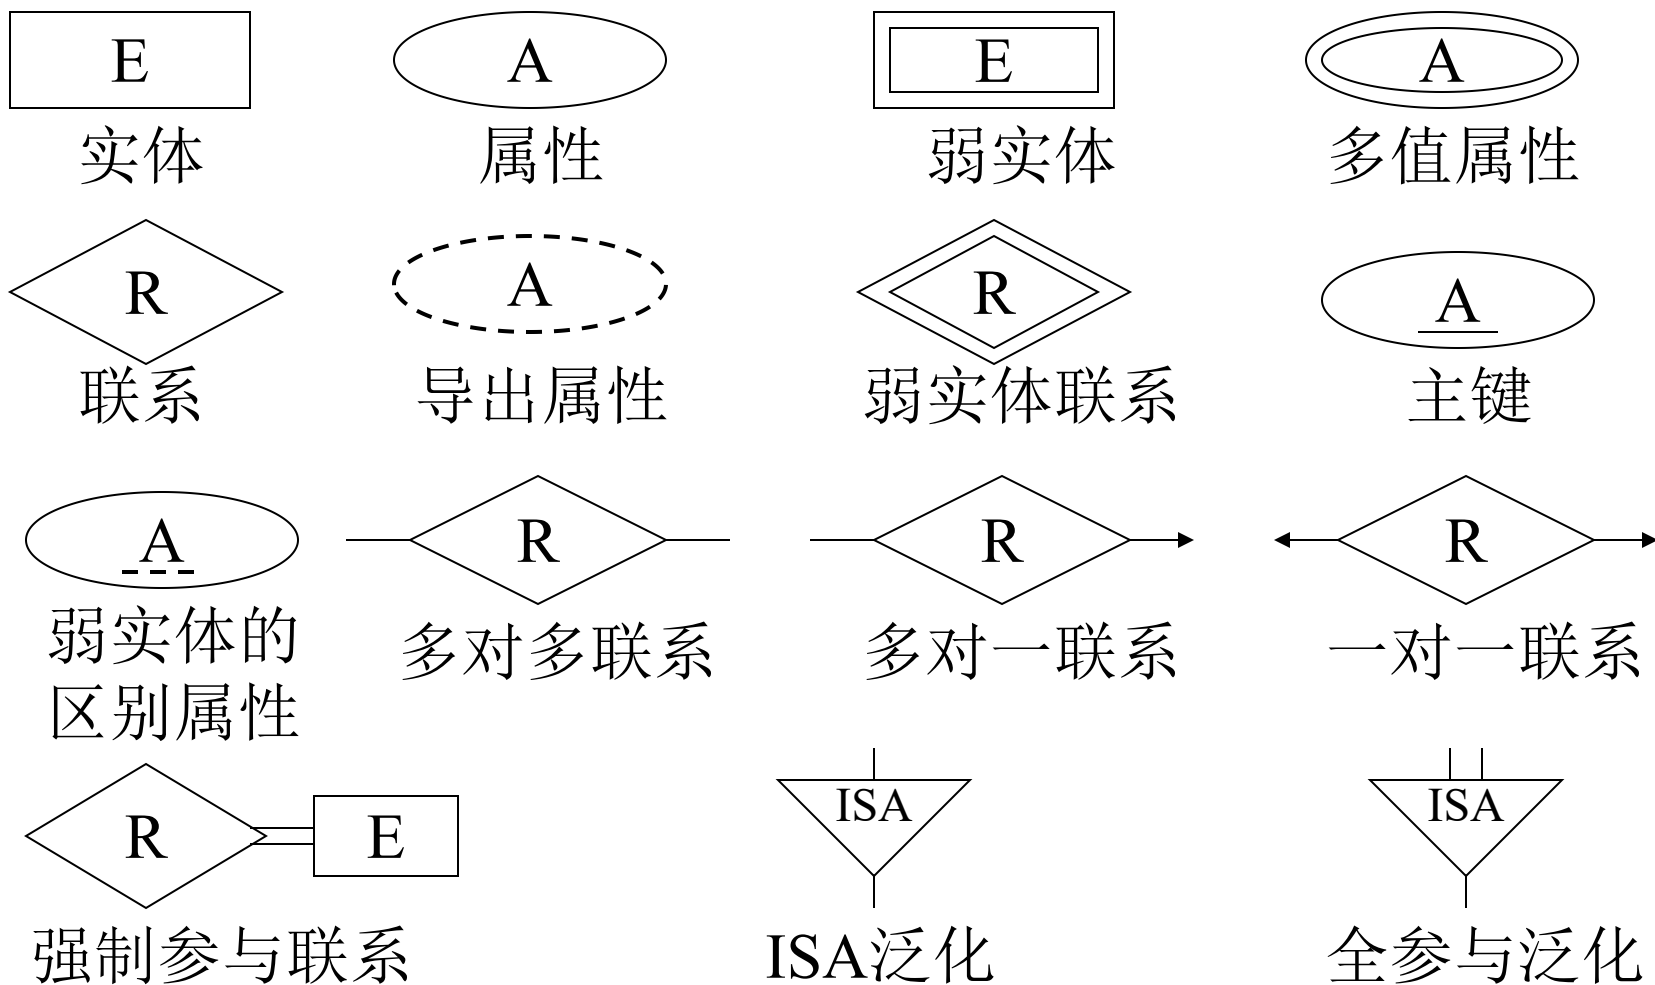 E
A
E
A
实体
属性
弱实体
多值属性
R
A
R
A
联系
导出属性
弱实体联系
主键
A
R
R
R
弱实体的
区别属性
多对多联系
多对一联系
一对一联系
R
E
ISA
ISA
强制参与联系
ISA泛化
全参与泛化